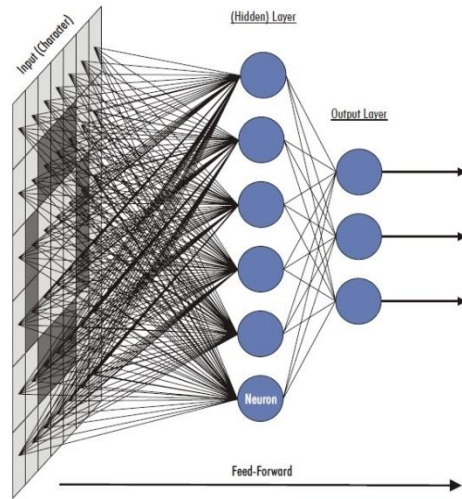 (Hidden) Layer
Input (Character)
Output Layer
Neuron
Feed-Forward